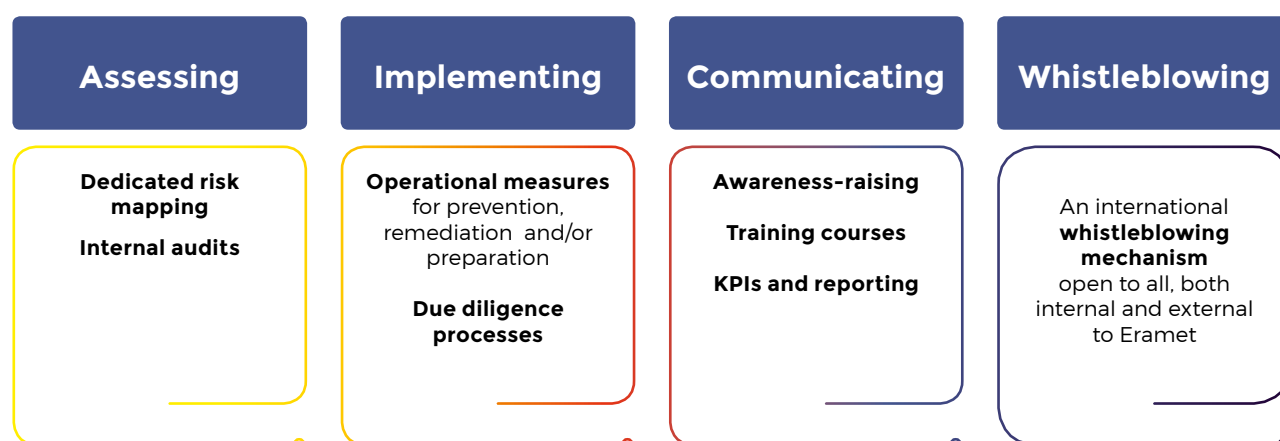 Assessing
Implementing
Communicating
Whistleblowing
Dedicated risk
mapping
Internal audits
Operational measures
for prevention,
remediation and/or
preparation
Due diligence
processes
Awareness-raising
Training courses
KPIs and reporting
An international
whistleblowing
mechanism
open to all, both
internal and external
to Eramet